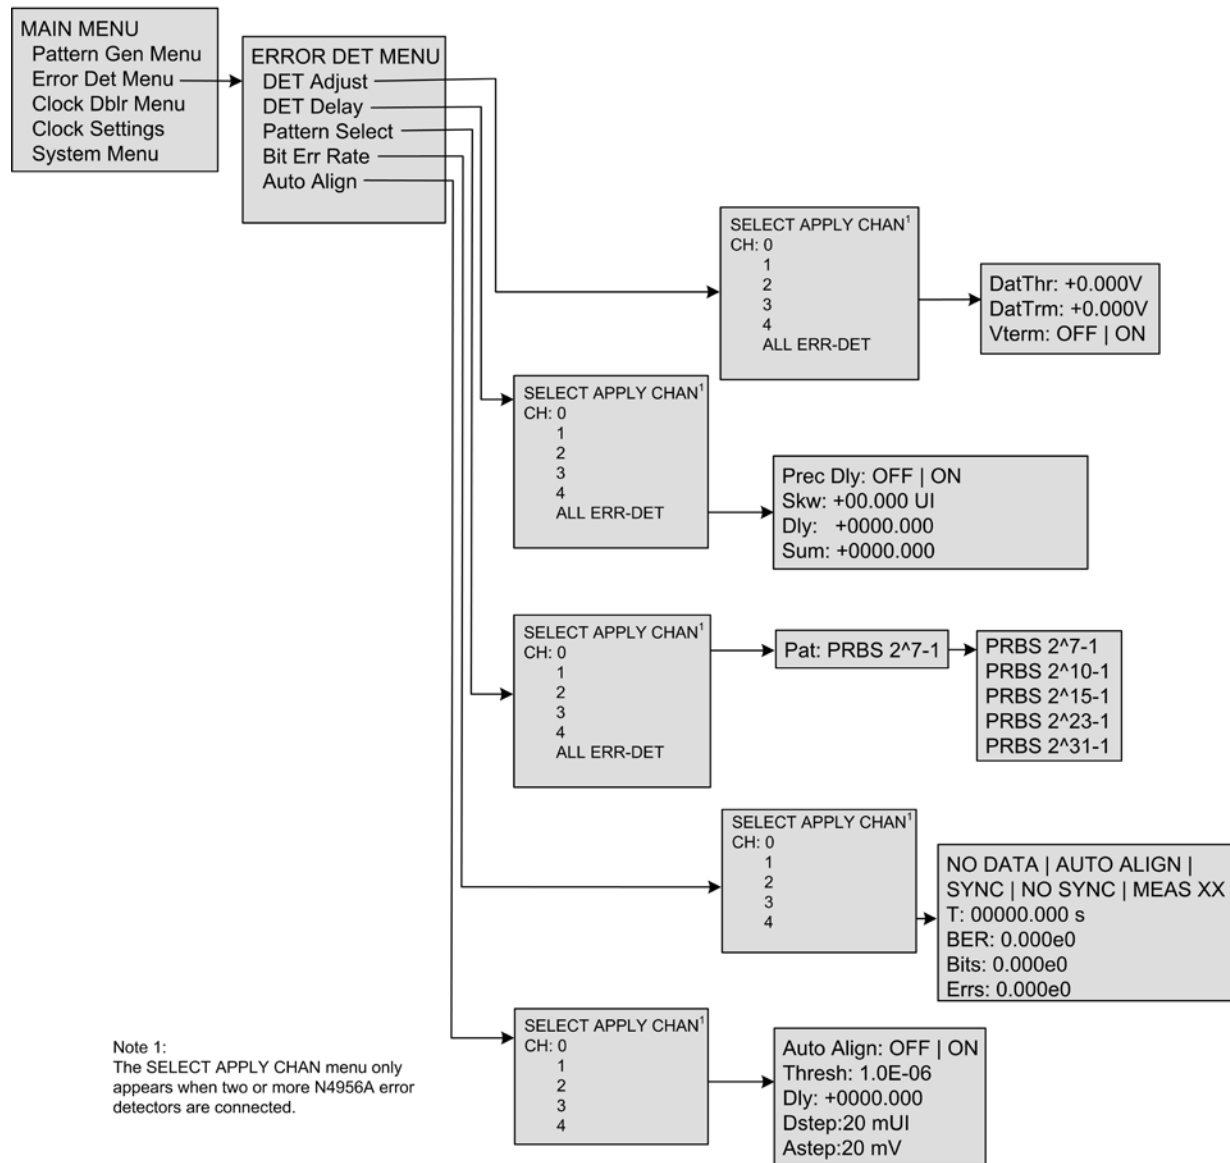 MAIN MENU
Pattern Gen Menu
Error Det Menu
Clock Dblr Menu
Clock Settings
System Menu
ERROR DET MENU
DET Adjust
DET Delay
Pattern Select
Bit Err Rate
Auto Align
SELECT APPLY CHAN¹
CH: 0
1
2
3
4
ALL ERR-DET
DatThr: +0.000V
DatTrm: +0.000V
Vterm: OFF | ON
SELECT APPLY CHAN¹
CH: 0
1
2
3
4
ALL ERR-DET
Prec Dly: OFF | ON
Skw: +00.000 UI
Dly: +0000.000
Sum: +0000.000
SELECT APPLY CHAN¹
CH: 0
1
2
3
4
ALL ERR-DET
Pat: PRBS 2^7-1
PRBS 2^7-1
PRBS 2^10-1
PRBS 2^15-1
PRBS 2^23-1
PRBS 2^31-1
SELECT APPLY CHAN¹
CH: 0
1
2
3
4
NO DATA | AUTO ALIGN |
SYNC | NO SYNC | MEAS XX
T: 00000.000 s
BER: 0.000e0
Bits: 0.000e0
Errs: 0.000e0
SELECT APPLY CHAN¹
CH: 0
1
2
3
4
Auto Align: OFF | ON
Thresh: 1.0E-06
Dly: +0000.000
Dstep:20 mUI
Astep:20 mV
Note 1:
The SELECT APPLY CHAN menu only
appears when two or more N4956A error
detectors are connected.